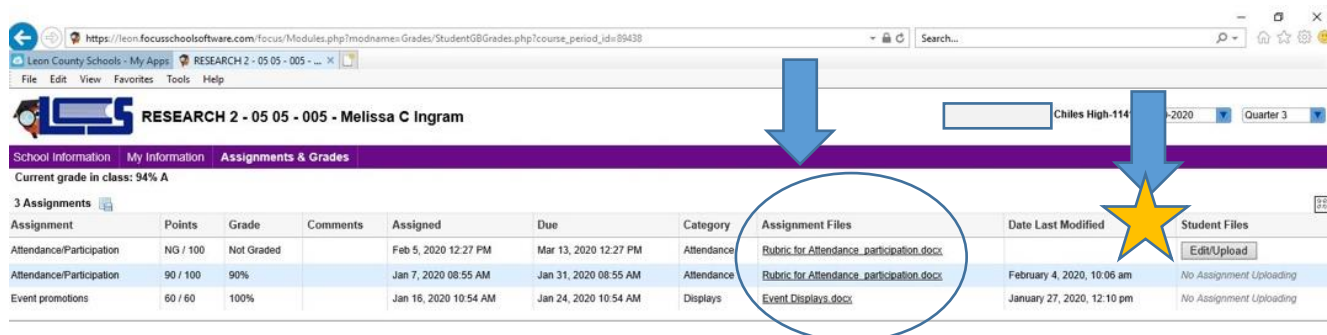 https://leon.focusschoolsoftware.com/focus/Modules.php?modname=Grades/StudentGBGrades.php?course_period_id=89438
Search...
Leon County Schools - My Apps
RESEARCH 2 - 05 05 - 005 - ...
File Edit View Favorites Tools Help
LCS RESEARCH 2 - 05 05 - 005 - Melissa C Ingram
Chiles High-114 -2020 Quarter 3
School Information My Information Assignments & Grades
Current grade in class: 94% A
3 Assignments
Assignment Points Grade Comments Assigned Due Category Assignment Files Date Last Modified Student Files
Attendance/Participation NG / 100 Not Graded Feb 5, 2020 12:27 PM Mar 13, 2020 12:27 PM Attendance Rubric for Attendance_participation.docx Edit/Upload
Attendance/Participation 90 / 100 90% Jan 7, 2020 08:55 AM Jan 31, 2020 08:55 AM Attendance Rubric for Attendance_participation.docx February 4, 2020, 10:06 am No Assignment Uploading
Event promotions 60 / 60 100% Jan 16, 2020 10:54 AM Jan 24, 2020 10:54 AM Displays Event Displays.docx January 27, 2020, 12:10 pm No Assignment Uploading